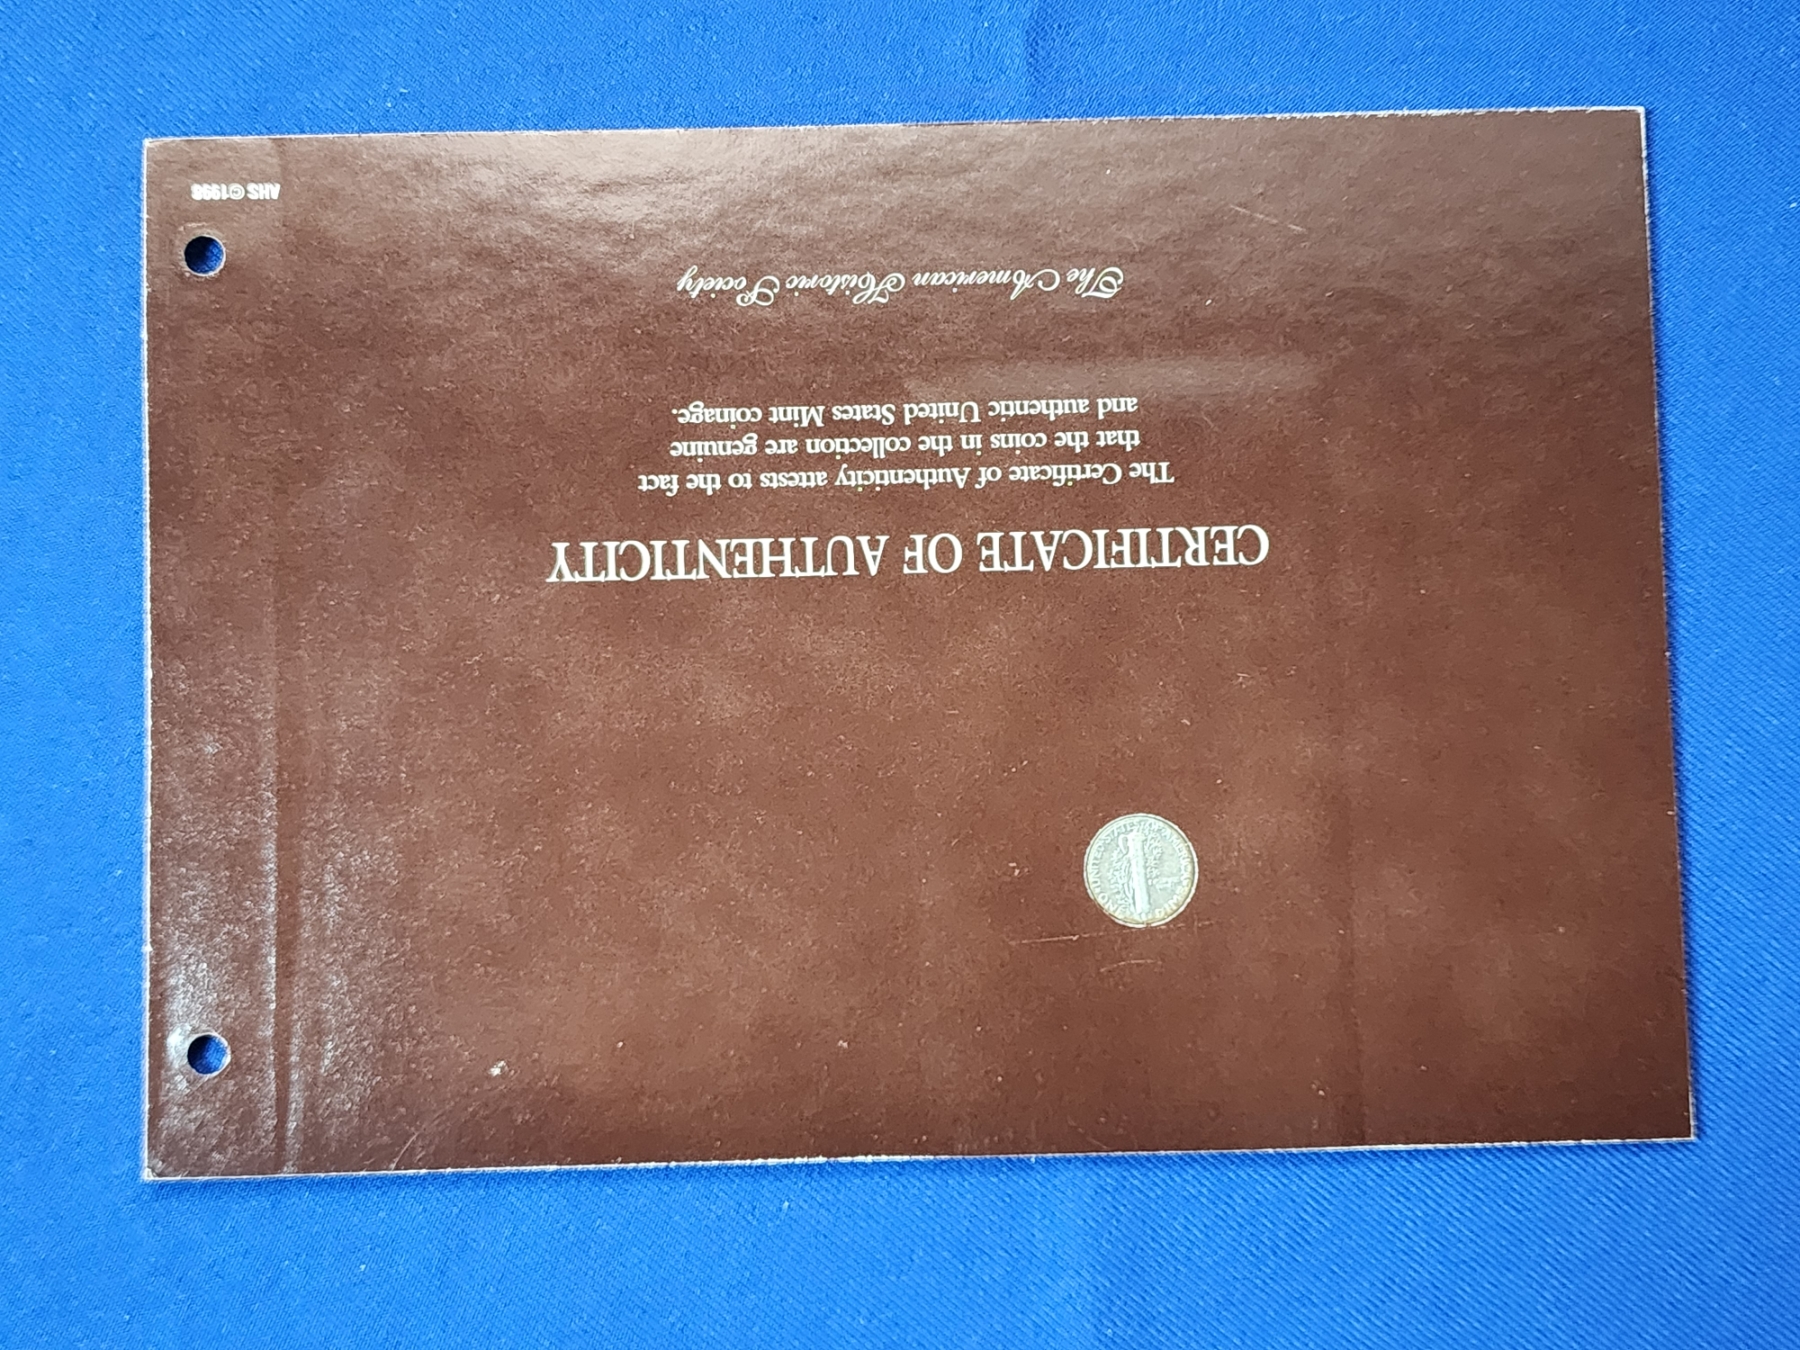 CERTIFICATE OF AUTHENTICITY
The Certificate of Authenticity attests to the fact
that the coins in the collection are genuine
and authentic United States Mint coinage.
The American Historic Society
AHS ©1998